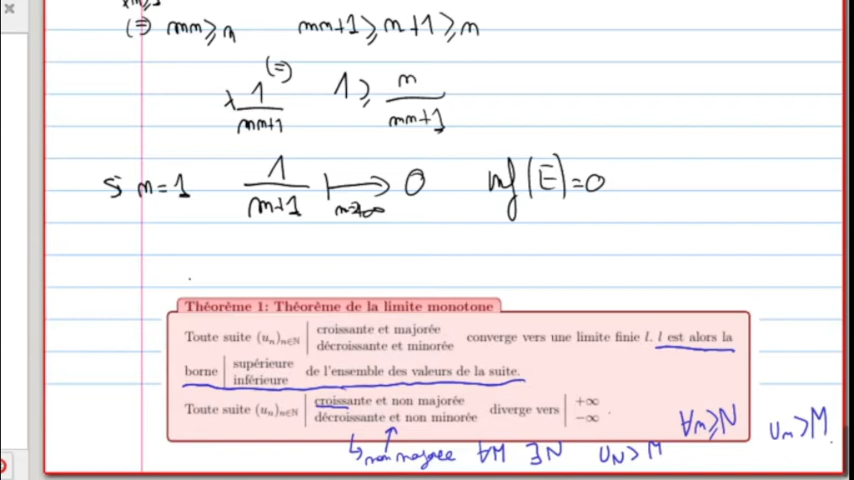 (=) mn ≥ n mn+1 ≥ n+1 ≥ n
(=)
× 1/(mn+1) 1 ≥ n/(mn+1)
Si n=1 1/(m+1) ⟼ 0 inf(E)=0
m→+∞
Théorème 1: Théorème de la limite monotone
Toute suite (uₙ)ₙ∈ℕ | croissante et majorée
décroissante et minorée | converge vers une limite finie l. l est alors la
borne | supérieure
inférieure | de l'ensemble des valeurs de la suite.
Toute suite (uₙ)ₙ∈ℕ | croissante et non majorée
décroissante et non minorée | diverge vers | +∞
−∞
↳ non majorée ∀M ∃N u_N > M ∀n ≥ N uₙ > M.